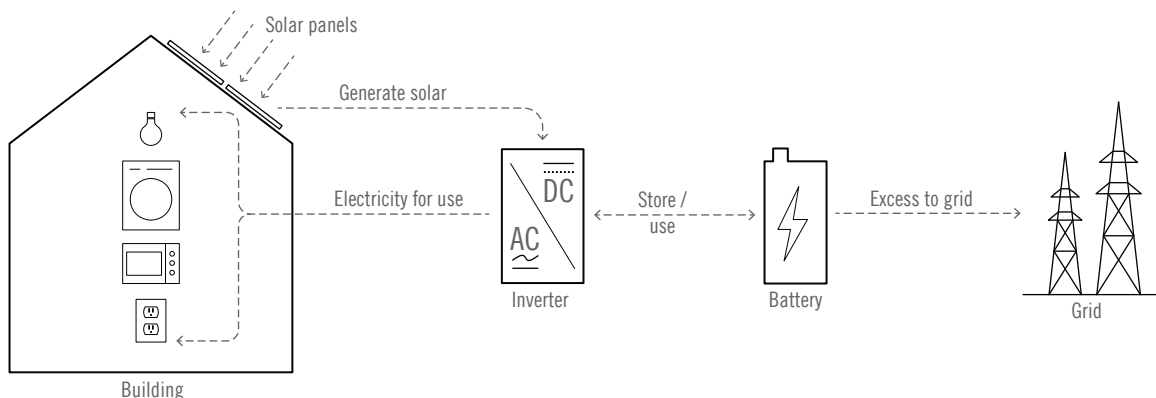 Solar panels
Generate solar
Electricity for use
DC
AC
Inverter
Store /
use
Battery
Excess to grid
Grid
Building